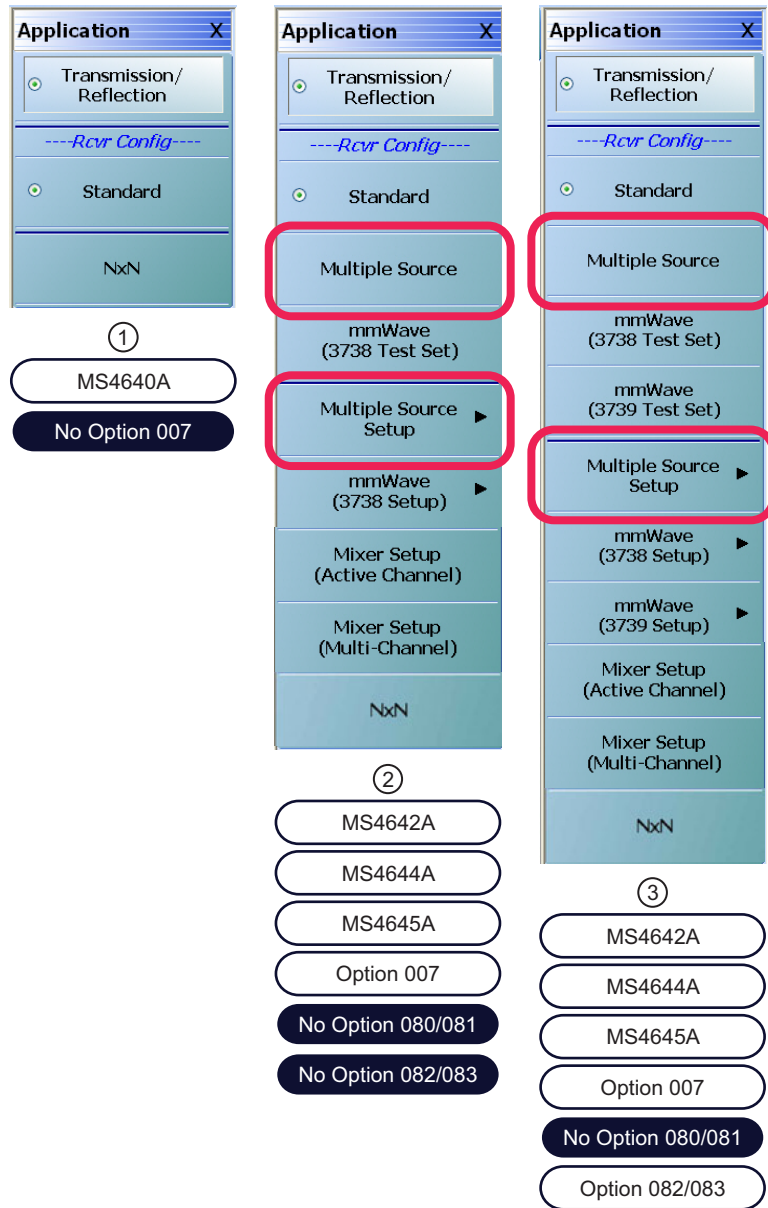 Application X
Transmission/
Reflection
----Rcvr Config----
Standard
NxN
①
MS4640A
No Option 007
Application X
Transmission/
Reflection
----Rcvr Config----
Standard
Multiple Source
mmWave
(3738 Test Set)
Multiple Source
Setup
mmWave
(3738 Setup)
Mixer Setup
(Active Channel)
Mixer Setup
(Multi-Channel)
NxN
②
MS4642A
MS4644A
MS4645A
Option 007
No Option 080/081
No Option 082/083
Application X
Transmission/
Reflection
----Rcvr Config----
Standard
Multiple Source
mmWave
(3738 Test Set)
mmWave
(3739 Test Set)
Multiple Source
Setup
mmWave
(3738 Setup)
mmWave
(3739 Setup)
Mixer Setup
(Active Channel)
Mixer Setup
(Multi-Channel)
NxN
③
MS4642A
MS4644A
MS4645A
Option 007
No Option 080/081
Option 082/083